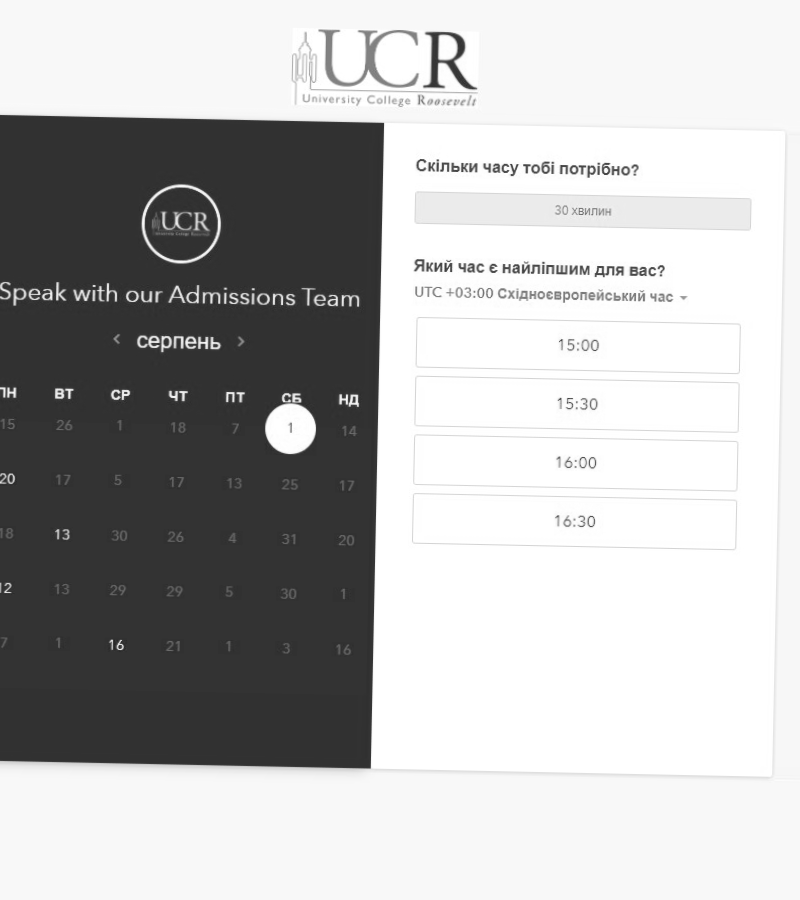 UCR
University College Roosevelt
UCR
Speak with our Admissions Team
серпень
ПН ВТ СР ЧТ ПТ СБ НД
15 26 1 18 7 1 14
20 17 5 17 13 25 17
18 13 30 26 4 31 20
12 13 29 29 5 30 1
7 1 16 21 1 3 16
Скільки часу тобі потрібно?
30 хвилин
Який час є найліпшим для вас?
UTC +03:00 Східноєвропейський час
15:00
15:30
16:00
16:30